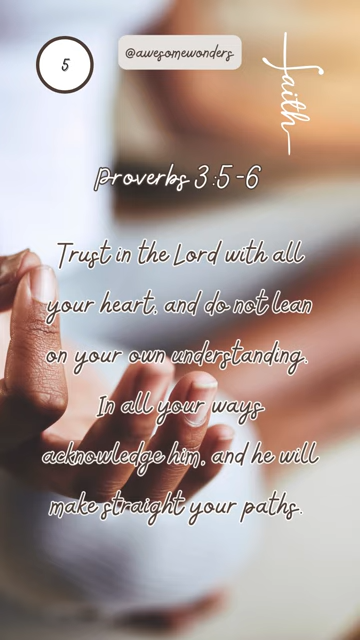 5
@awesomewonders
faith
Proverbs 3:5-6
Trust in the Lord with all
your heart, and do not lean
on your own understanding.
In all your ways
acknowledge him, and he will
make straight your paths.